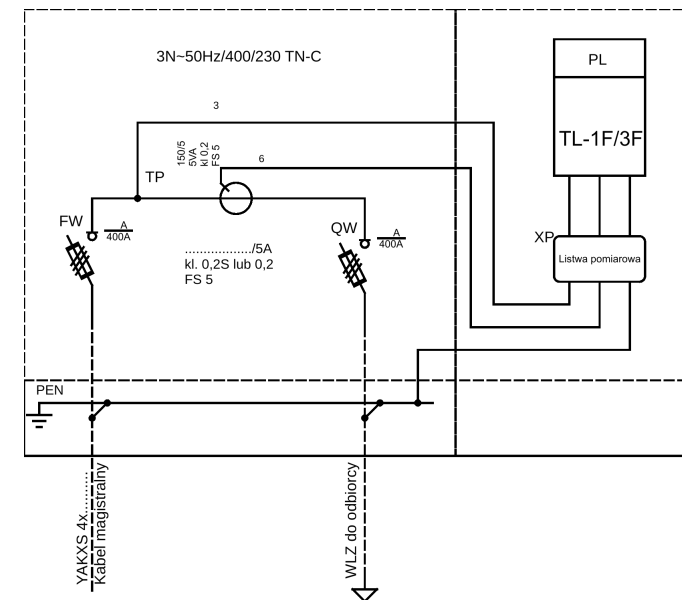 3N~50Hz/400/230 TN-C
PL
TL-1F/3F
3
150/5
5VA
kl 0,2
FS 5
6
TP
FW
A
400A
QW
A
400A
XP
Listwa pomiarowa
................../5A
kl. 0,2S lub 0,2
FS 5
PEN
YAKXS 4x..........
Kabel magistralny
WLZ do odbiorcy